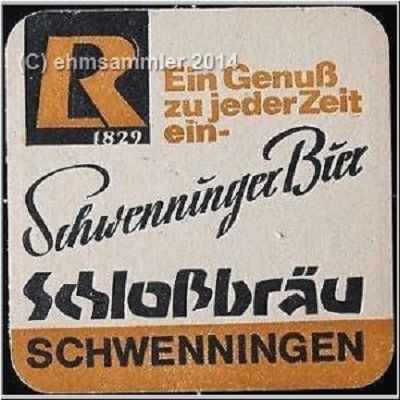 (C) ehmsammler 2014
R
1829
Ein Genuß
zu jeder Zeit
ein-
Schwenninger Bier
Schloßbräu
SCHWENNINGEN